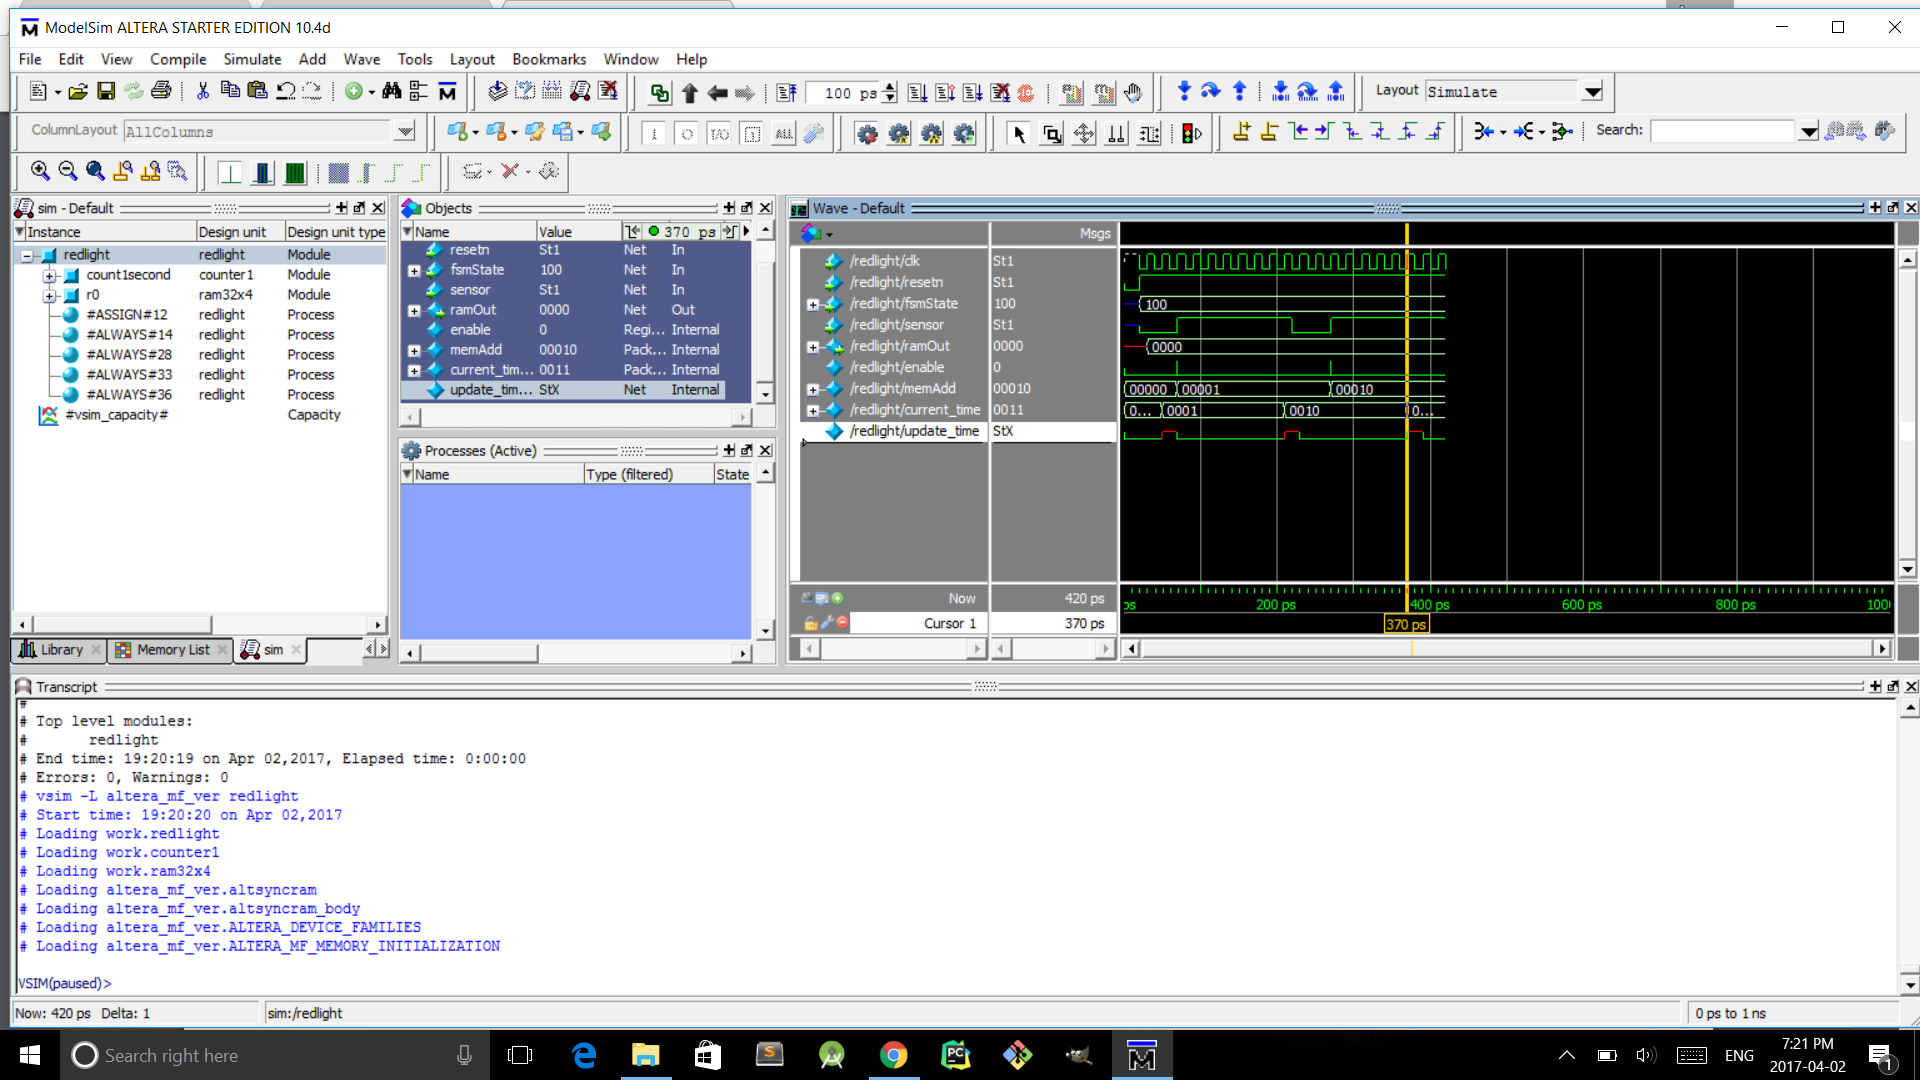 ModelSim ALTERA STARTER EDITION 10.4d
File Edit View Compile Simulate Add Wave Tools Layout Bookmarks Window Help
100 ps
Layout Simulate
ColumnLayout AllColumns
Search:
sim - Default
Instance Design unit Design unit type
redlight redlight Module
count1second counter1 Module
r0 ram32x4 Module
#ASSIGN#12 redlight Process
#ALWAYS#14 redlight Process
#ALWAYS#28 redlight Process
#ALWAYS#33 redlight Process
#ALWAYS#36 redlight Process
#vsim_capacity# Capacity
Library Memory List sim
Objects
Name Value 370 ps
resetn St1 Net In
fsmState 100 Net In
sensor St1 Net In
ramOut 0000 Net Out
enable 0 Regi... Internal
memAdd 00010 Pack... Internal
current_tim... 0011 Pack... Internal
update_tim... StX Net Internal
Processes (Active)
Name Type (filtered) State
Wave - Default
Msgs
/redlight/clk St1
/redlight/resetn St1
/redlight/fsmState 100 100
/redlight/sensor St1
/redlight/ramOut 0000 0000
/redlight/enable 0
/redlight/memAdd 00010 00000 00001 00010
/redlight/current_time 0011 0... 0001 0010 0...
/redlight/update_time StX
Now 420 ps ps 200 ps 400 ps 600 ps 800 ps 100
Cursor 1 370 ps 370 ps
Transcript
#
# Top level modules:
# redlight
# End time: 19:20:19 on Apr 02,2017, Elapsed time: 0:00:00
# Errors: 0, Warnings: 0
# vsim -L altera_mf_ver redlight
# Start time: 19:20:20 on Apr 02,2017
# Loading work.redlight
# Loading work.counter1
# Loading work.ram32x4
# Loading altera_mf_ver.altsyncram
# Loading altera_mf_ver.altsyncram_body
# Loading altera_mf_ver.ALTERA_DEVICE_FAMILIES
# Loading altera_mf_ver.ALTERA_MF_MEMORY_INITIALIZATION
VSIM(paused)>
Now: 420 ps Delta: 1 sim:/redlight 0 ps to 1 ns
Search right here
ENG
7:21 PM
2017-04-02
1